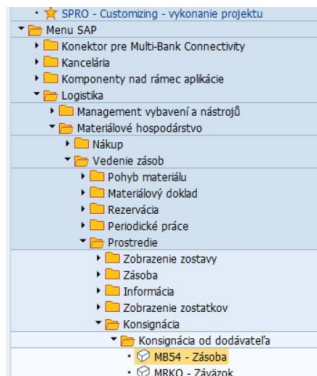 SPRO - Customizing - vykonanie projektu
Menu SAP
Konektor pre Multi-Bank Connectivity
Kancelária
Komponenty nad rámec aplikácie
Logistika
Management vybavení a nástrojů
Materiálové hospodárstvo
Nákup
Vedenie zásob
Pohyb materiálu
Materiálový doklad
Rezervácia
Periodické práce
Prostredie
Zobrazenie zostavy
Zásoba
Informácia
Zobrazenie zostatkov
Konsignácia
Konsignácia od dodávateľa
MB54 - Zásoba
MRKO - Záväzok